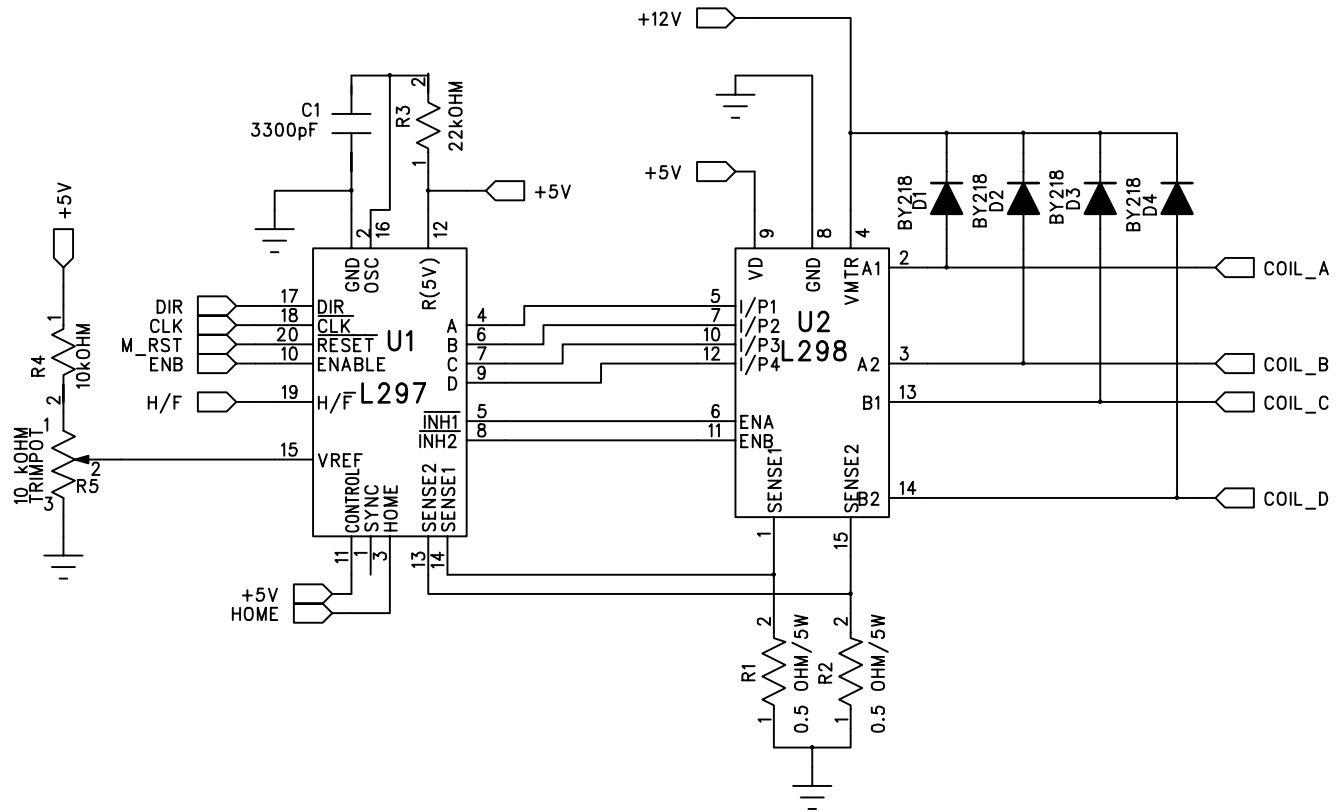 +12V
C1
3300pF
2
R3
22kOHM
1
+5V
+5V
+5V
2
16
12
9
8
4
BY218
D1
BY218
D2
BY218
D3
BY218
D4
GND
OSC
R(5V)
VD
GND
VMTR
A1
2
COIL_A
DIR
17
DIR
CLK
18
CLK
M_RST
20
RESET
ENB
10
ENABLE
H/F
19
H/F
U1
L297
A
4
B
6
C
7
D
9
5
I/P1
7
I/P2
10
I/P3
12
I/P4
U2
L298
A2
3
COIL_B
B1
13
COIL_C
1
R4
10kOHM
2
INH1
5
INH2
8
6
ENA
11
ENB
1
10 kOHM
TRIMPOT
2
R5
3
15
VREF
CONTROL
SYNC
HOME
SENSE2
SENSE1
SENSE1
SENSE2
B2
14
COIL_D
11
1
3
13
14
1
15
+5V
HOME
2
R1
1
0.5 OHM/5W
2
R2
1
0.5 OHM/5W